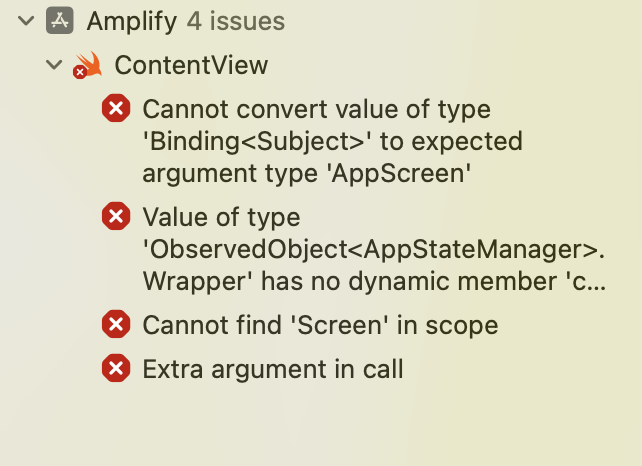 Amplify 4 issues
ContentView
Cannot convert value of type
'Binding<Subject>' to expected
argument type 'AppScreen'
Value of type
'ObservedObject<AppStateManager>.
Wrapper' has no dynamic member 'c...
Cannot find 'Screen' in scope
Extra argument in call